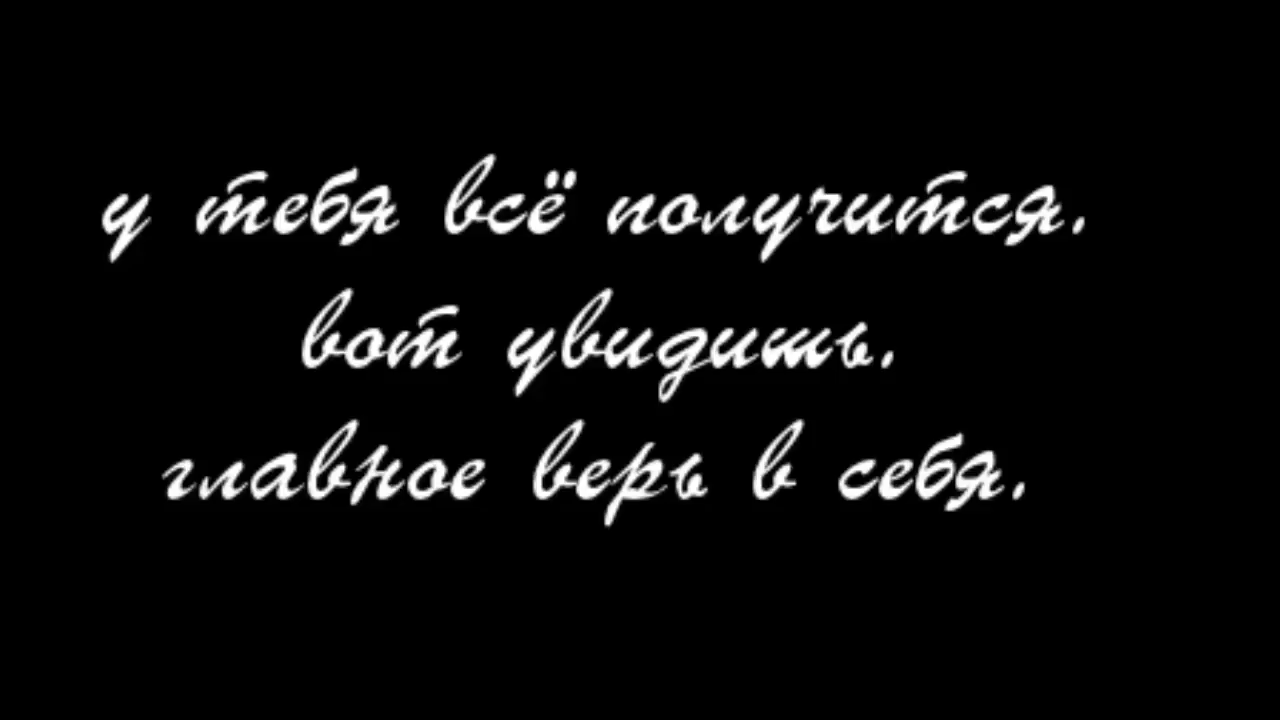 у тебя всё получится.
вот увидишь.
главное верь в себя.